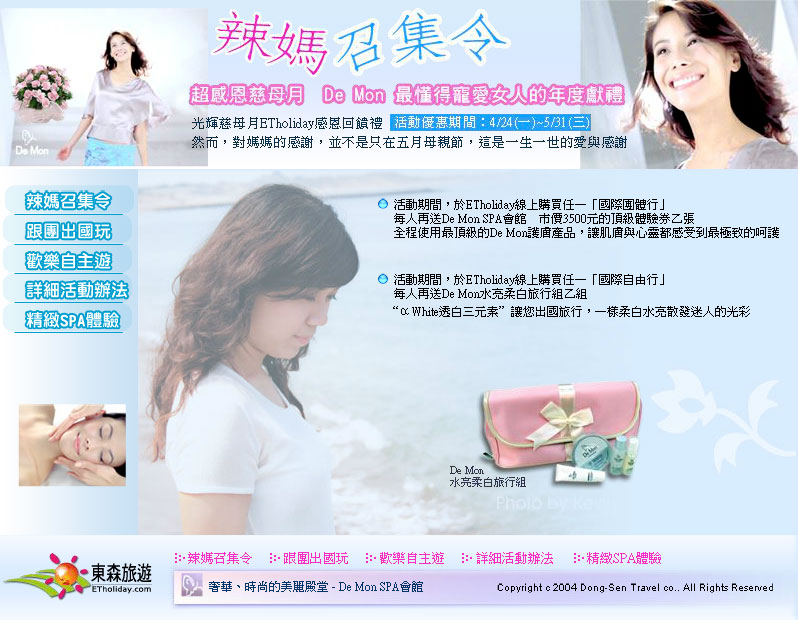 辣媽召集令
超感恩慈母月 De Mon 最懂得寵愛女人的年度獻禮
光輝慈母月ETholiday感恩回饋禮 活動優惠期間：4/24(一)~5/31(三)
然而，對媽媽的感謝，並不是只在五月母親節，這是一生一世的愛與感謝
De Mon
辣媽召集令
跟團出國玩
歡樂自主遊
詳細活動辦法
精緻SPA體驗
活動期間，於ETholiday線上購買任一「國際團體行」
每人再送De Mon SPA會館 市價3500元的頂級體驗券乙張
全程使用最頂級的De Mon護膚產品，讓肌膚與心靈都感受到最極致的呵護
活動期間，於ETholiday線上購買任一「國際自由行」
每人再送De Mon水亮柔白旅行組乙組
“α White透白三元素”讓您出國旅行，一樣柔白水亮散發迷人的光彩
De Mon
水亮柔白旅行組
Photo by
東森旅遊
ETholiday.com
辣媽召集令 跟團出國玩 歡樂自主遊 詳細活動辦法 精緻SPA體驗
奢華、時尚的美麗殿堂 - De Mon SPA會館
Copyright c 2004 Dong-Sen Travel co.. All Rights Reserved